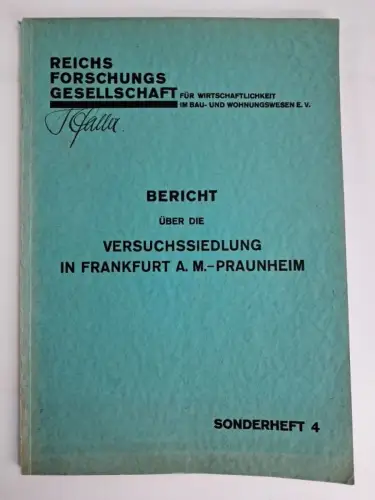 REICHS
FORSCHUNGS
GESELLSCHAFT FÜR WIRTSCHAFTLICHKEIT
IM BAU- UND WOHNUNGSWESEN E. V.
BERICHT
ÜBER DIE
VERSUCHSSIEDLUNG
IN FRANKFURT A. M.-PRAUNHEIM
SONDERHEFT 4